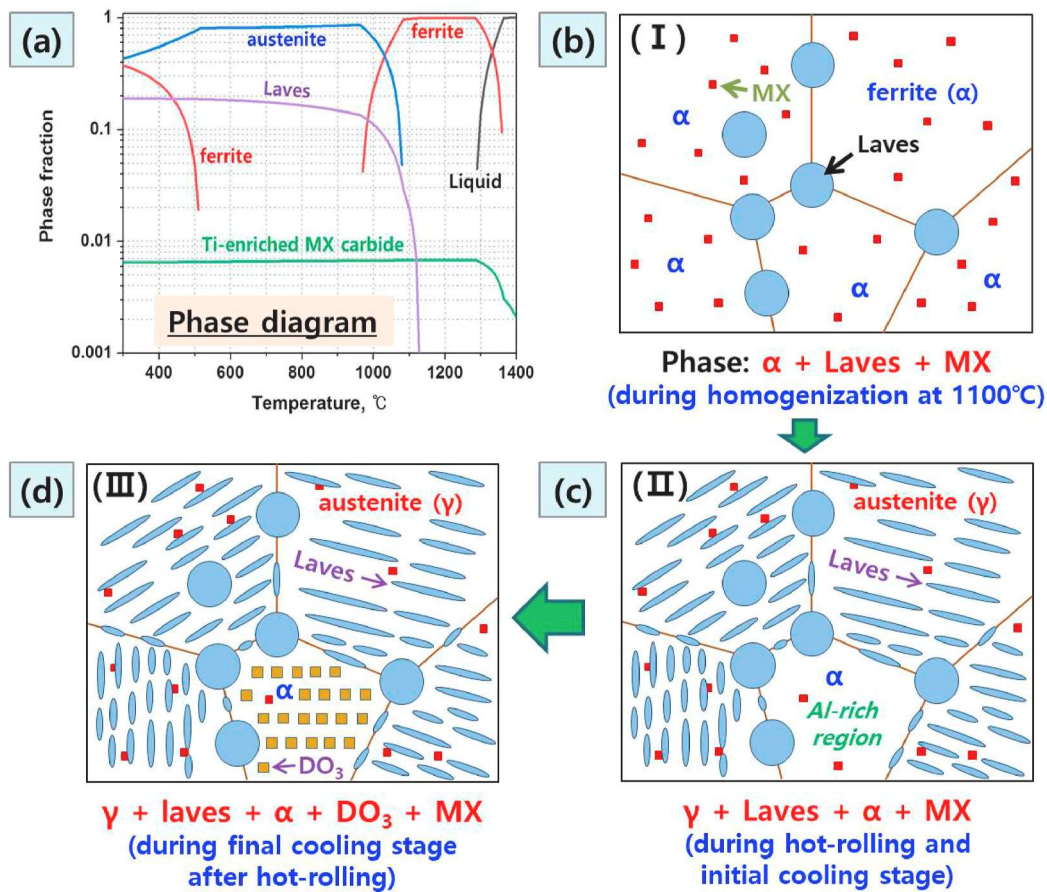 (a)
Phase fraction
1
0.1
0.01
0.001
austenite
ferrite
Laves
ferrite
Liquid
Ti-enriched MX carbide
Phase diagram
400 600 800 1000 1200 1400
Temperature, ℃
(b)
(I)
MX
ferrite (α)
α
Laves
α
α
α
Phase: α + Laves + MX
(during homogenization at 1100℃)
(d)
(III)
austenite (γ)
Laves
α
DO₃
γ + laves + α + DO₃ + MX
(during final cooling stage
after hot-rolling)
(c)
(II)
austenite (γ)
Laves
α
Al-rich
region
γ + Laves + α + MX
(during hot-rolling and
initial cooling stage)